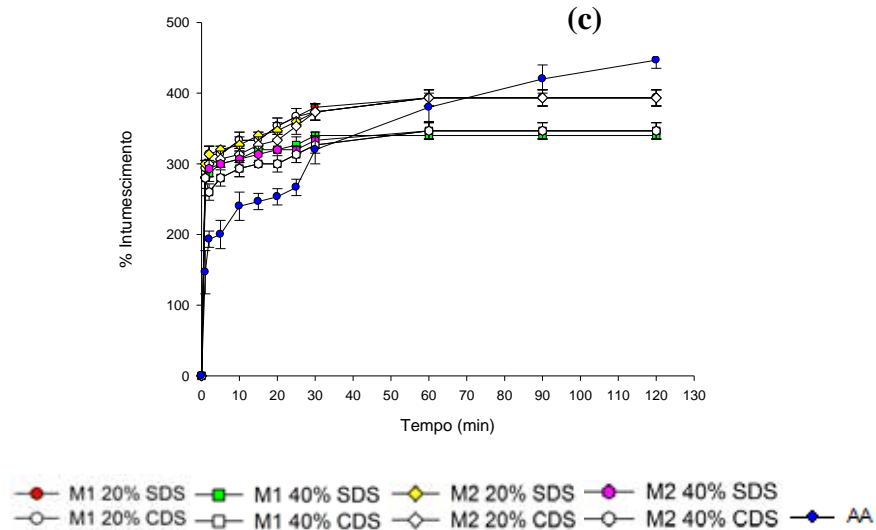 (c)
500
400
300
200
100
0
% Intumescimento
0 10 20 30 40 50 60 70 80 90 100 110 120 130
Tempo (min)
M1 20% SDS M1 40% SDS M2 20% SDS M2 40% SDS
M1 20% CDS M1 40% CDS M2 20% CDS M2 40% CDS AA